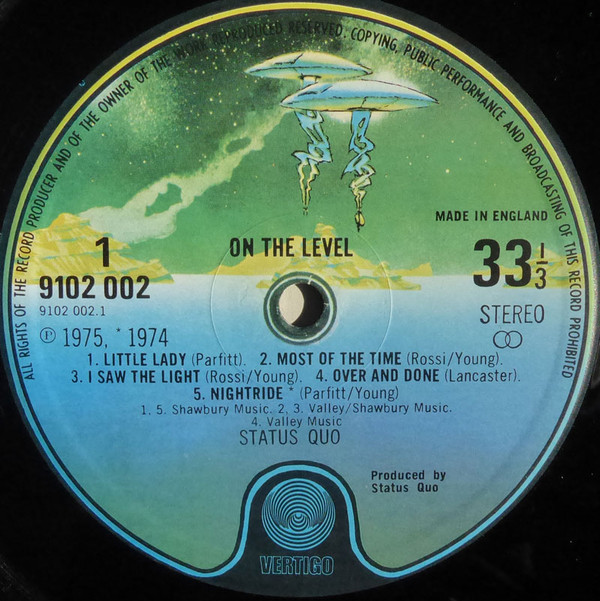 ALL RIGHTS OF THE RECORD PRODUCER AND OF THE OWNER OF THE WORK REPRODUCED RESERVED. COPYING, PUBLIC PERFORMANCE AND BROADCASTING OF THIS RECORD PROHIBITED
MADE IN ENGLAND
1
ON THE LEVEL
33 1/3
9102 002
9102 002.1
STEREO
Ⓟ 1975, * 1974
1. LITTLE LADY (Parfitt). 2. MOST OF THE TIME (Rossi/Young).
3. I SAW THE LIGHT (Rossi/Young). 4. OVER AND DONE (Lancaster).
5. NIGHTRIDE * (Parfitt/Young)
1, 5. Shawbury Music. 2, 3. Valley/Shawbury Music.
4. Valley Music
STATUS QUO
Produced by
Status Quo
VERTIGO